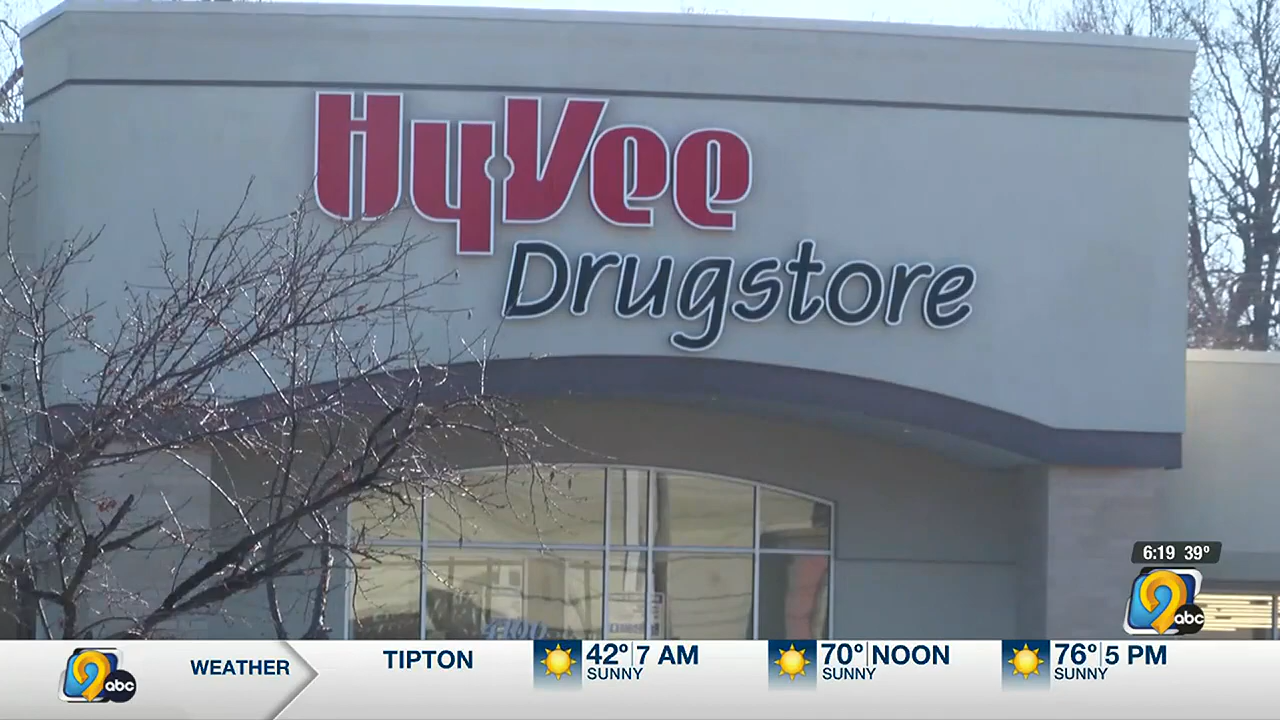 HyVee
Drugstore
6:19 39°
9 abc
9 abc
WEATHER
TIPTON
42° 7 AM
SUNNY
70° NOON
SUNNY
76° 5 PM
SUNNY